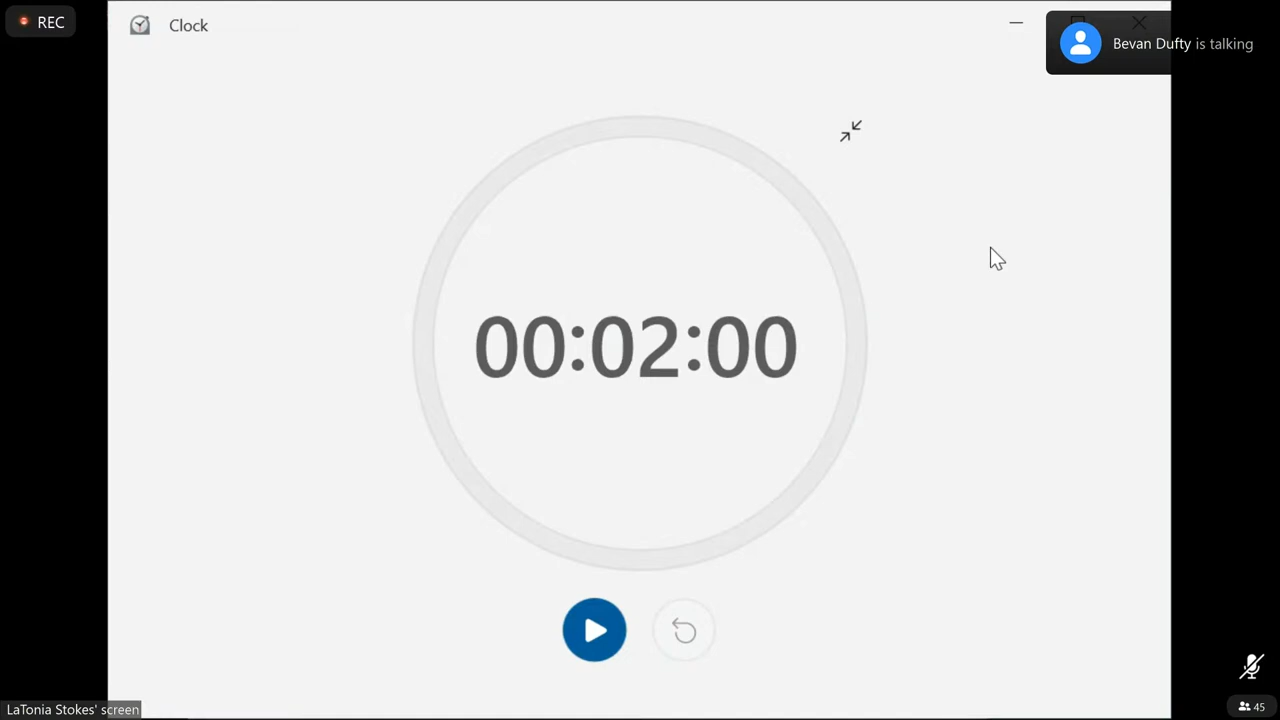 REC
Clock
Bevan Dufty is talking
00:02:00
LaTonia Stokes' screen
45